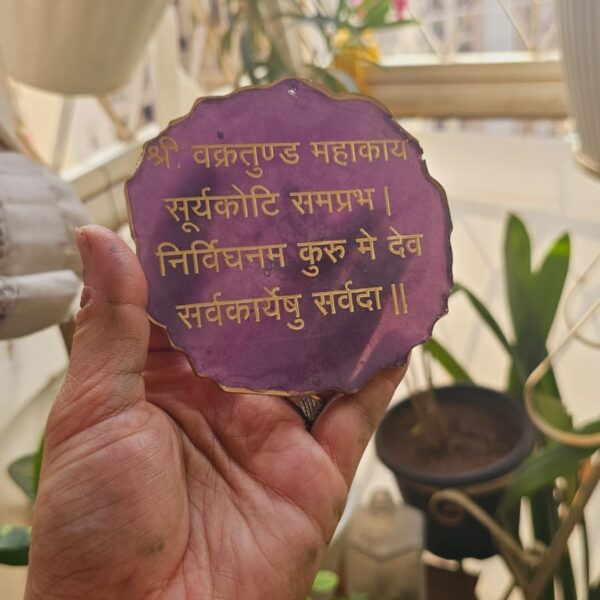 श्री: वक्रतुण्ड महाकाय
सूर्यकोटि समप्रभ|
निर्विघनम कुरु मे देव
सर्वकार्येषु सर्वदा||